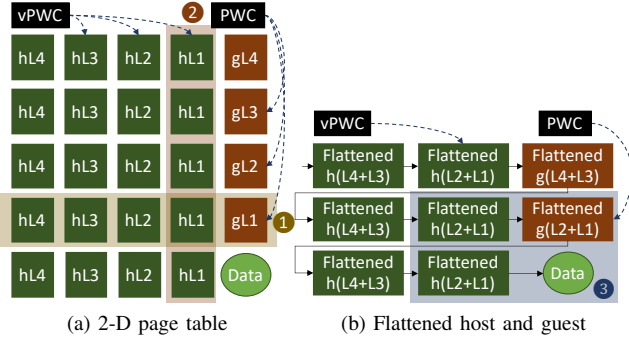 vPWC 2 PWC
hL4 hL3 hL2 hL1 gL4
hL4 hL3 hL2 hL1 gL3
hL4 hL3 hL2 hL1 gL2
hL4 hL3 hL2 hL1 gL1 1
hL4 hL3 hL2 hL1 Data
(a) 2-D page table
vPWC PWC
Flattened Flattened Flattened
h(L4+L3) h(L2+L1) g(L4+L3)
Flattened Flattened Flattened
h(L4+L3) h(L2+L1) g(L2+L1)
Flattened Flattened Data
h(L4+L3) h(L2+L1) 3
(b) Flattened host and guest